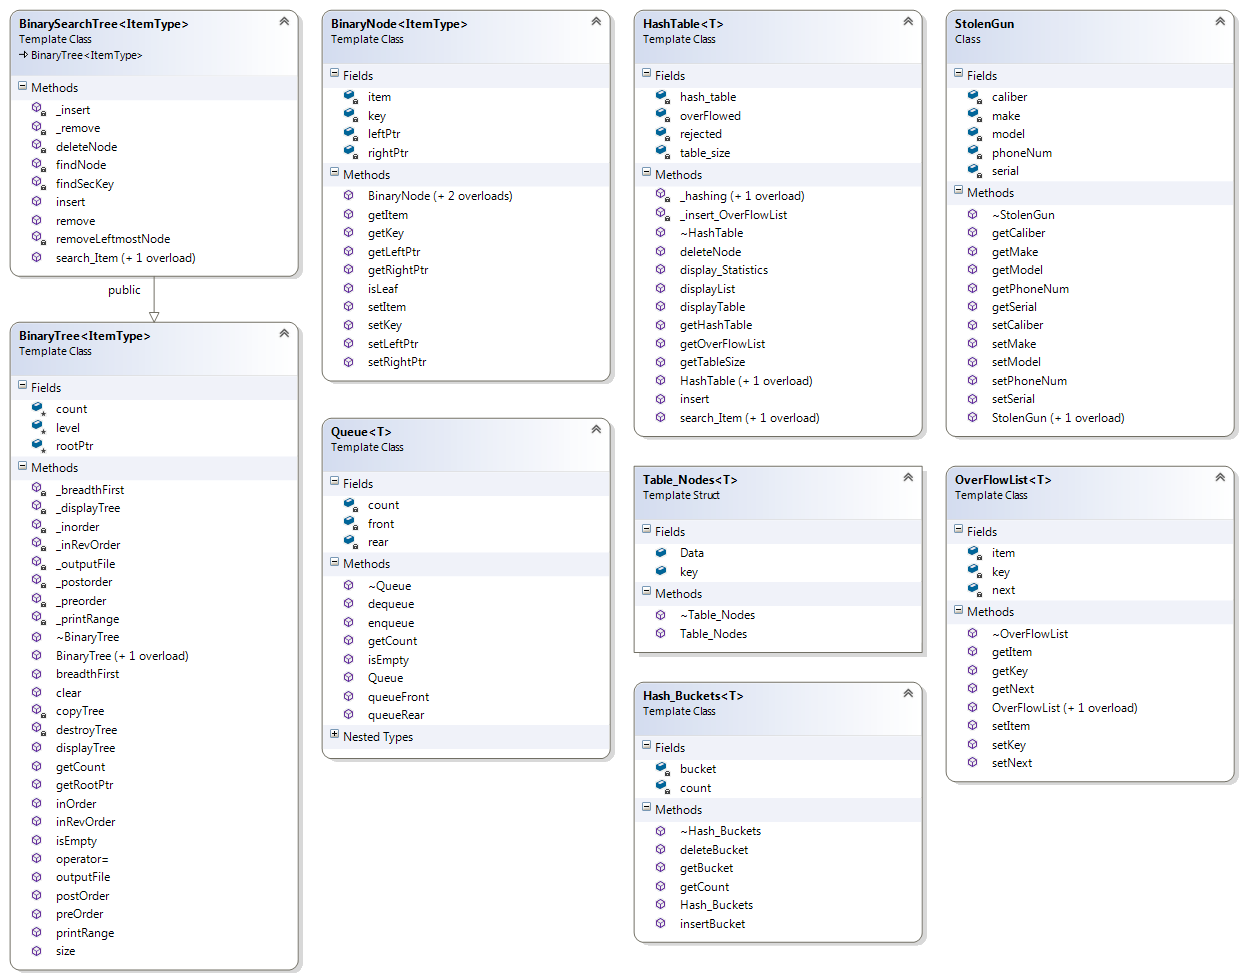 BinarySearchTree<ItemType>
Template Class
BinaryTree<ItemType>
Methods
_insert
_remove
deleteNode
findNode
findSecKey
insert
remove
removeLeftmostNode
search_Item (+ 1 overload)
public
BinaryTree<ItemType>
Template Class
Fields
count
level
rootPtr
Methods
_breadthFirst
_displayTree
_inorder
_inRevOrder
_outputFile
_postorder
_preorder
_printRange
~BinaryTree
BinaryTree (+ 1 overload)
breadthFirst
clear
copyTree
destroyTree
displayTree
getCount
getRootPtr
inOrder
inRevOrder
isEmpty
operator=
outputFile
postOrder
preOrder
printRange
size
BinaryNode<ItemType>
Template Class
Fields
item
key
leftPtr
rightPtr
Methods
BinaryNode (+ 2 overloads)
getItem
getKey
getLeftPtr
getRightPtr
isLeaf
setItem
setKey
setLeftPtr
setRightPtr
Queue<T>
Template Class
Fields
count
front
rear
Methods
~Queue
dequeue
enqueue
getCount
isEmpty
Queue
queueFront
queueRear
Nested Types
HashTable<T>
Template Class
Fields
hash_table
overFlowed
rejected
table_size
Methods
_hashing (+ 1 overload)
_insert_OverFlowList
~HashTable
deleteNode
display_Statistics
displayList
displayTable
getHashTable
getOverFlowList
getTableSize
HashTable (+ 1 overload)
insert
search_Item (+ 1 overload)
Table_Nodes<T>
Template Struct
Fields
Data
key
Methods
~Table_Nodes
Table_Nodes
Hash_Buckets<T>
Template Class
Fields
bucket
count
Methods
~Hash_Buckets
deleteBucket
getBucket
getCount
Hash_Buckets
insertBucket
StolenGun
Class
Fields
caliber
make
model
phoneNum
serial
Methods
~StolenGun
getCaliber
getMake
getModel
getPhoneNum
getSerial
setCaliber
setMake
setModel
setPhoneNum
setSerial
StolenGun (+ 1 overload)
OverFlowList<T>
Template Class
Fields
item
key
next
Methods
~OverFlowList
getItem
getKey
getNext
OverFlowList (+ 1 overload)
setItem
setKey
setNext